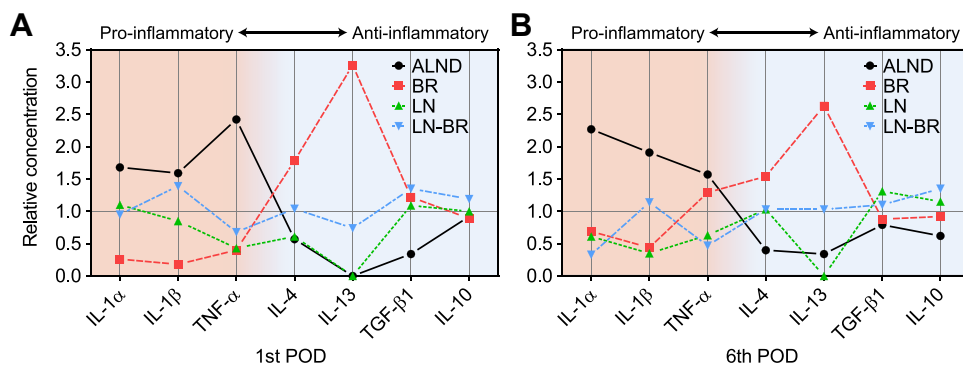 A
Pro-inflammatory
Anti-inflammatory
Relative concentration
3.5
3.0
2.5
2.0
1.5
1.0
0.5
0.0
ALND
BR
LN
LN-BR
IL-1α
IL-1β
TNF-α
IL-4
IL-13
TGF-β1
IL-10
1st POD
B
Pro-inflammatory
Anti-inflammatory
3.5
3.0
2.5
2.0
1.5
1.0
0.5
0.0
ALND
BR
LN
LN-BR
IL-1α
IL-1β
TNF-α
IL-4
IL-13
TGF-β1
IL-10
6th POD